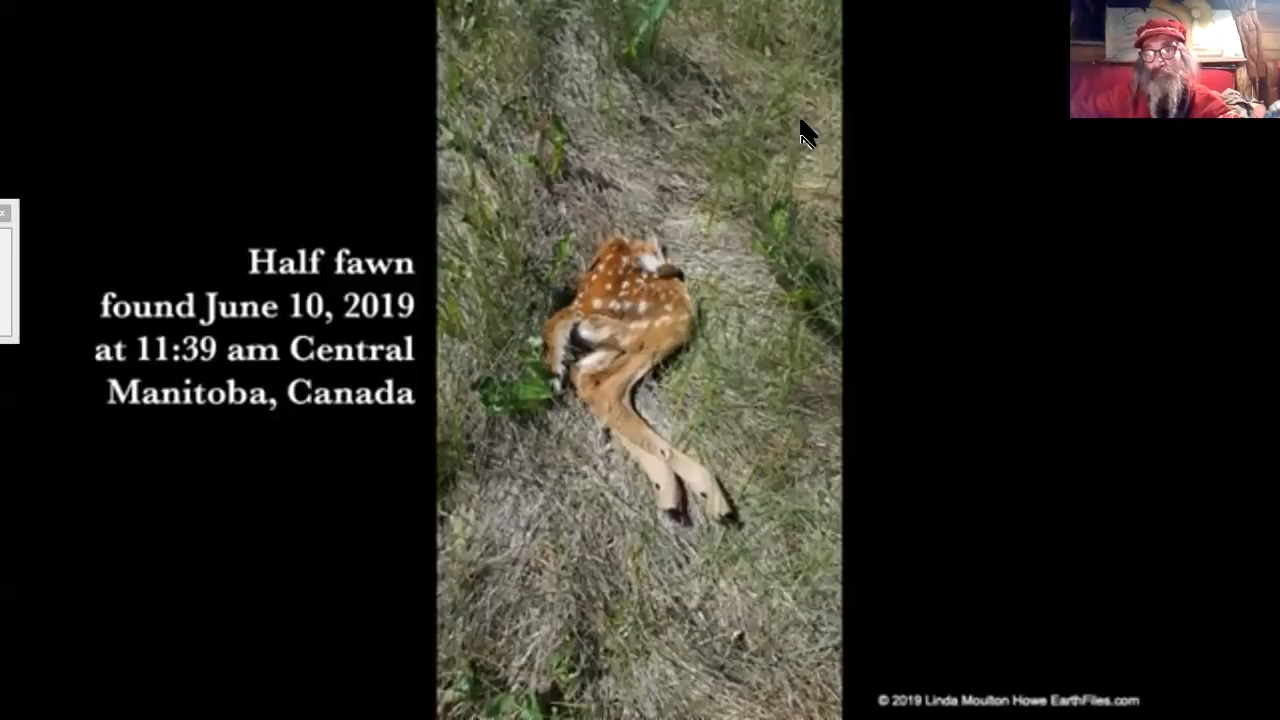 Half fawn
found June 10, 2019
at 11:39 am Central
Manitoba, Canada
© 2019 Linda Moulton Howe EarthFiles.com